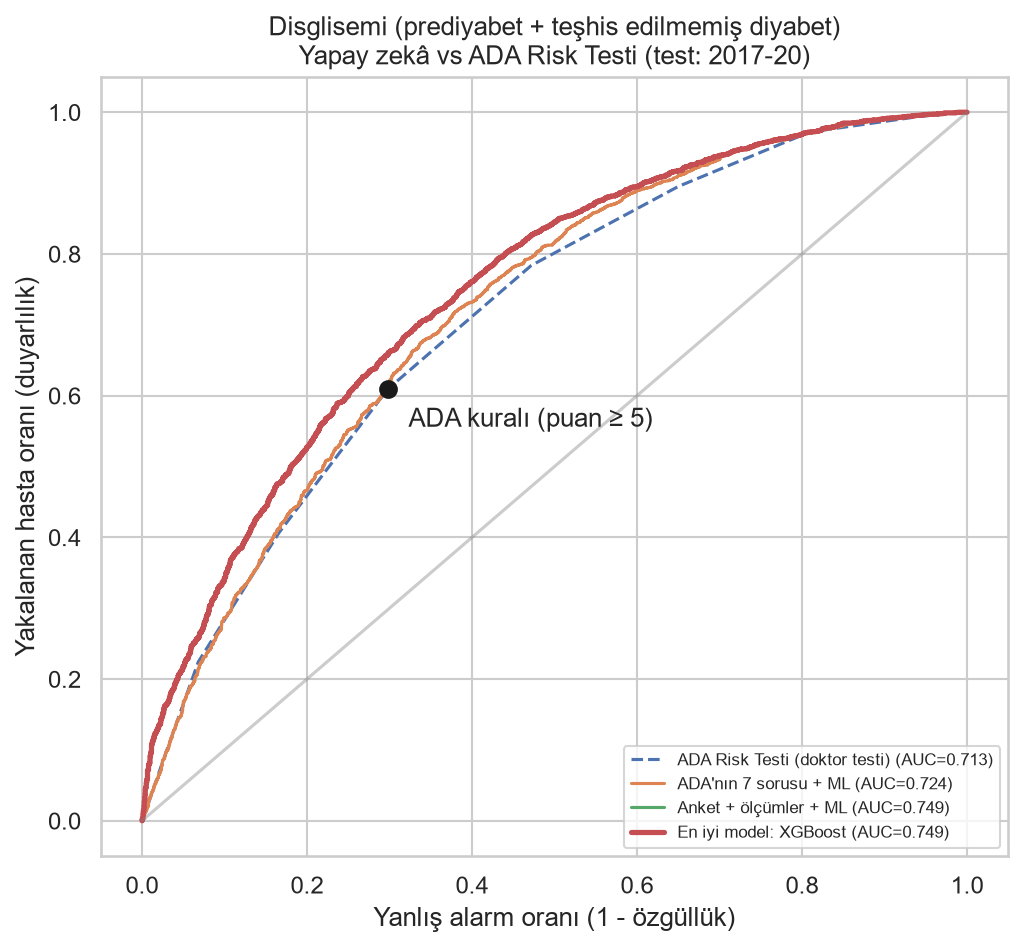 Disglisemi (prediyabet + teşhis edilmemiş diyabet)
Yapay zekâ vs ADA Risk Testi (test: 2017-20)
Yakalanan hasta oranı (duyarlılık)
1.0
0.8
0.6
0.4
0.2
0.0
ADA kuralı (puan ≥ 5)
ADA Risk Testi (doktor testi) (AUC=0.713)
ADA'nın 7 sorusu + ML (AUC=0.724)
Anket + ölçümler + ML (AUC=0.749)
En iyi model: XGBoost (AUC=0.749)
0.0 0.2 0.4 0.6 0.8 1.0
Yanlış alarm oranı (1 - özgüllük)